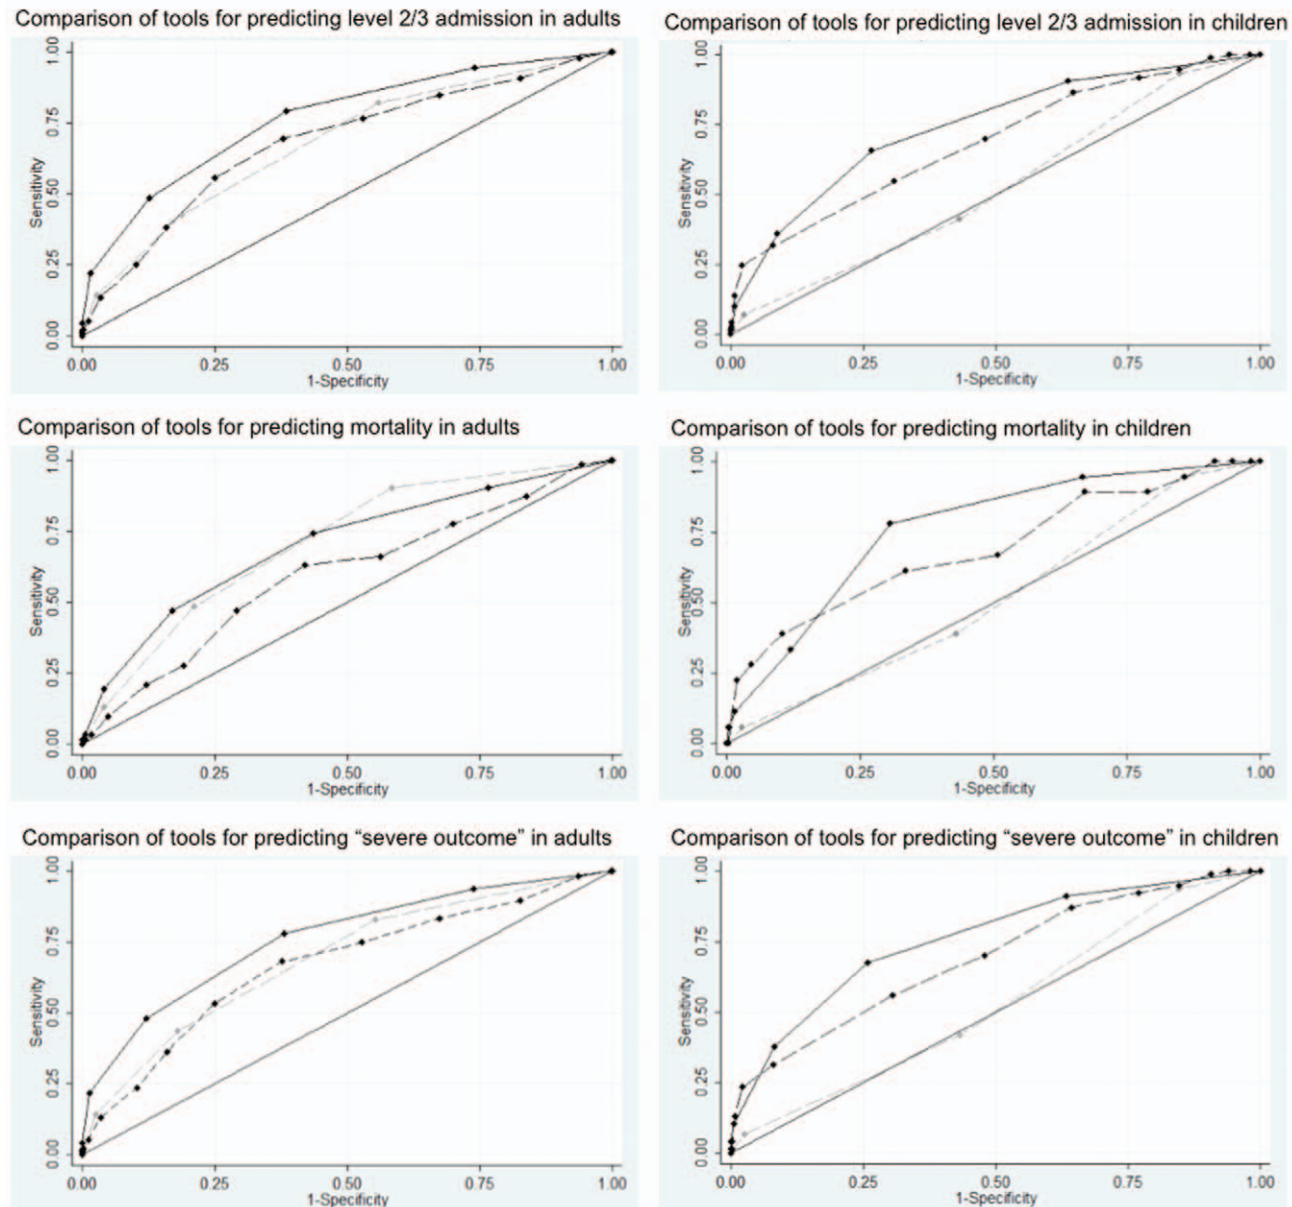 Comparison of tools for predicting level 2/3 admission in adults
Sensitivity
1.00
0.75
0.50
0.25
0.00
0.00 0.25 0.50 0.75 1.00
1-Specificity
Comparison of tools for predicting level 2/3 admission in children
Sensitivity
1.00
0.75
0.50
0.25
0.00
0.00 0.25 0.50 0.75 1.00
1-Specificity
Comparison of tools for predicting mortality in adults
Sensitivity
1.00
0.75
0.50
0.25
0.00
0.00 0.25 0.50 0.75 1.00
1-Specificity
Comparison of tools for predicting mortality in children
Sensitivity
1.00
0.75
0.50
0.25
0.00
0.00 0.25 0.50 0.75 1.00
1-Specificity
Comparison of tools for predicting “severe outcome” in adults
Sensitivity
1.00
0.75
0.50
0.25
0.00
0.00 0.25 0.50 0.75 1.00
1-Specificity
Comparison of tools for predicting “severe outcome” in children
Sensitivity
1.00
0.75
0.50
0.25
0.00
0.00 0.25 0.50 0.75 1.00
1-Specificity